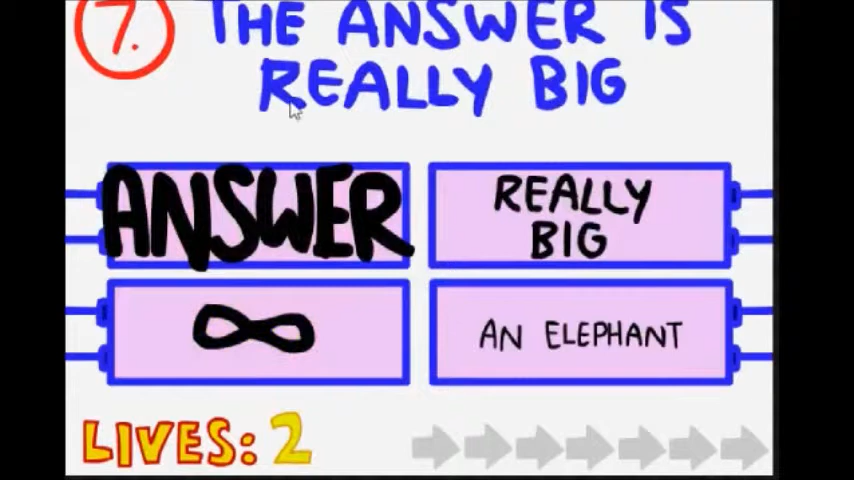 7. THE ANSWER IS
REALLY BIG
ANSWER
REALLY
BIG
∞
AN ELEPHANT
LIVES: 2